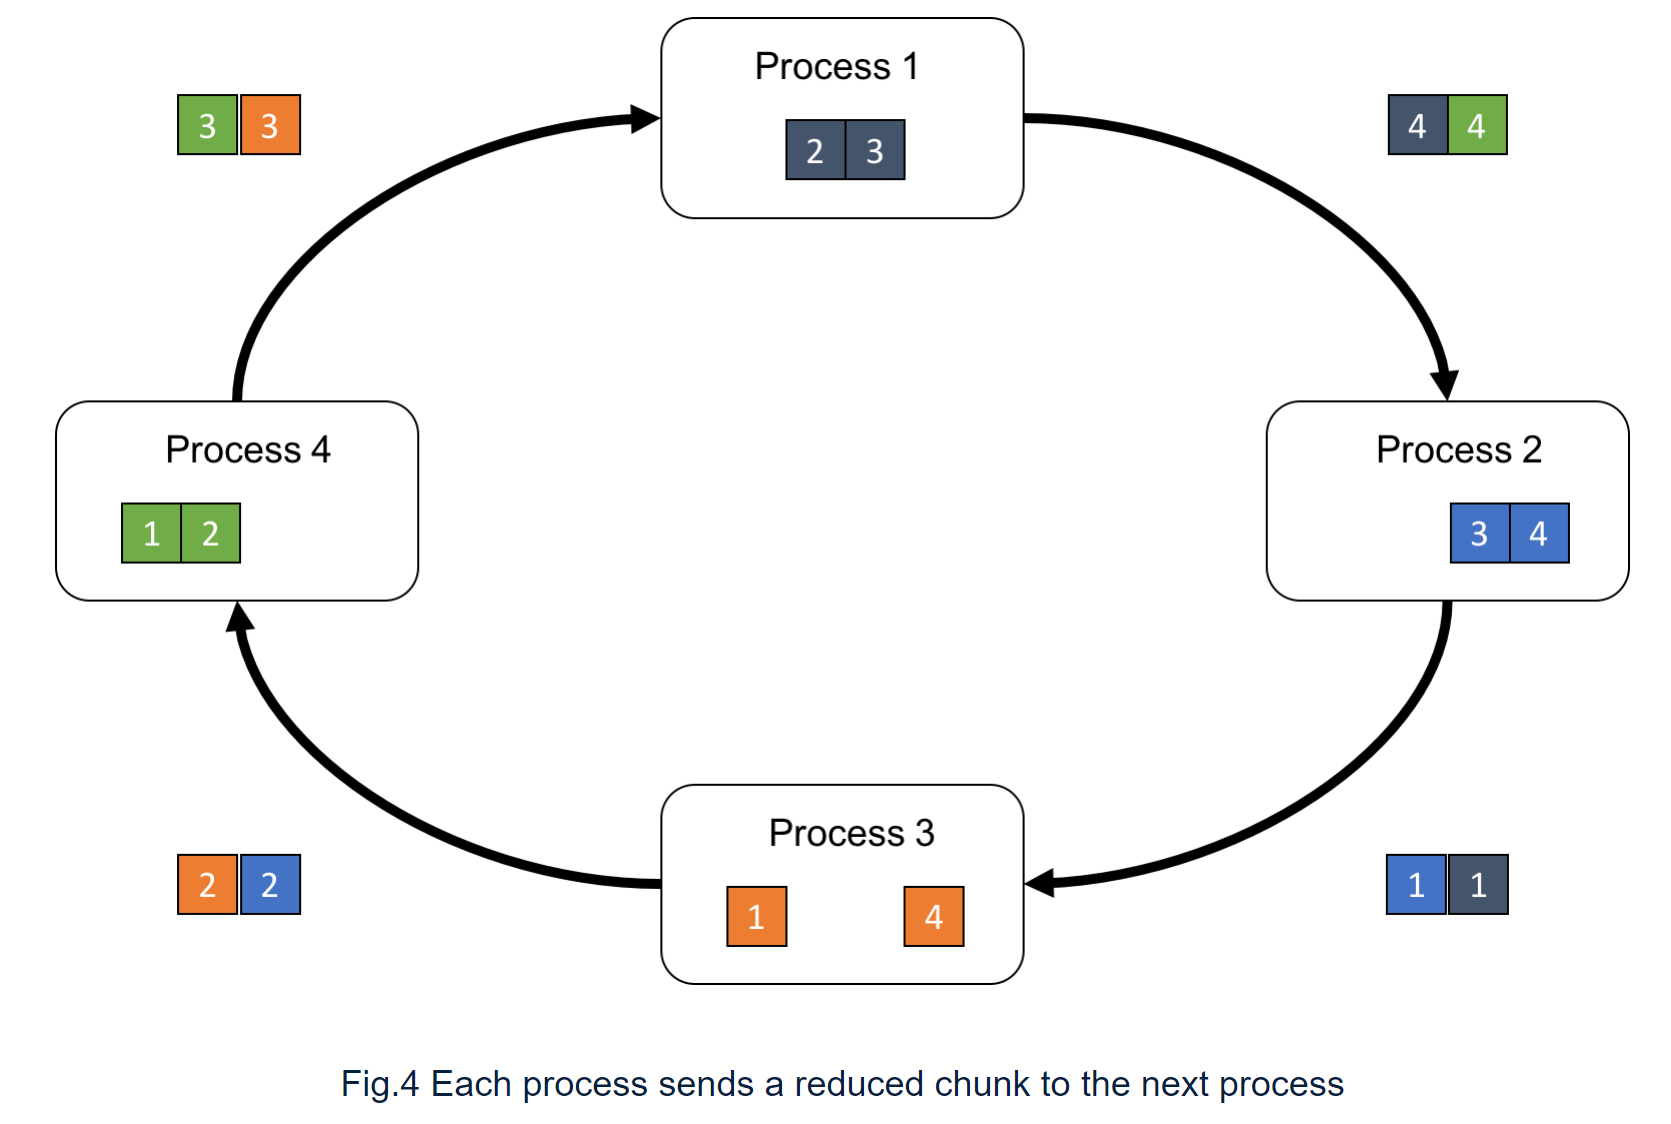 Process 1
2 3
3 3
4 4
Process 4
1 2
Process 2
3 4
Process 3
1 4
2 2
1 1
Fig.4 Each process sends a reduced chunk to the next process